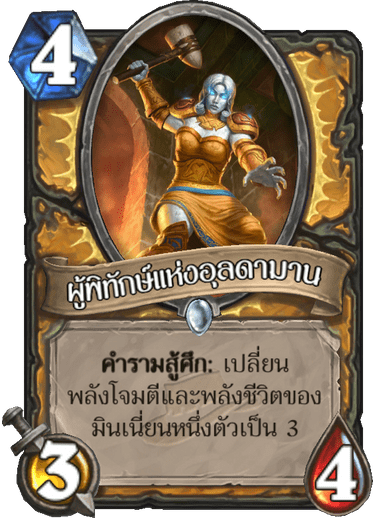 4
ผู้พิทักษ์แห่งอุลดามาน
คำรามสู้ศึก: เปลี่ยน
พลังโจมตีและพลังชีวิตของ
มินเนี่ยนหนึ่งตัวเป็น 3
3
4